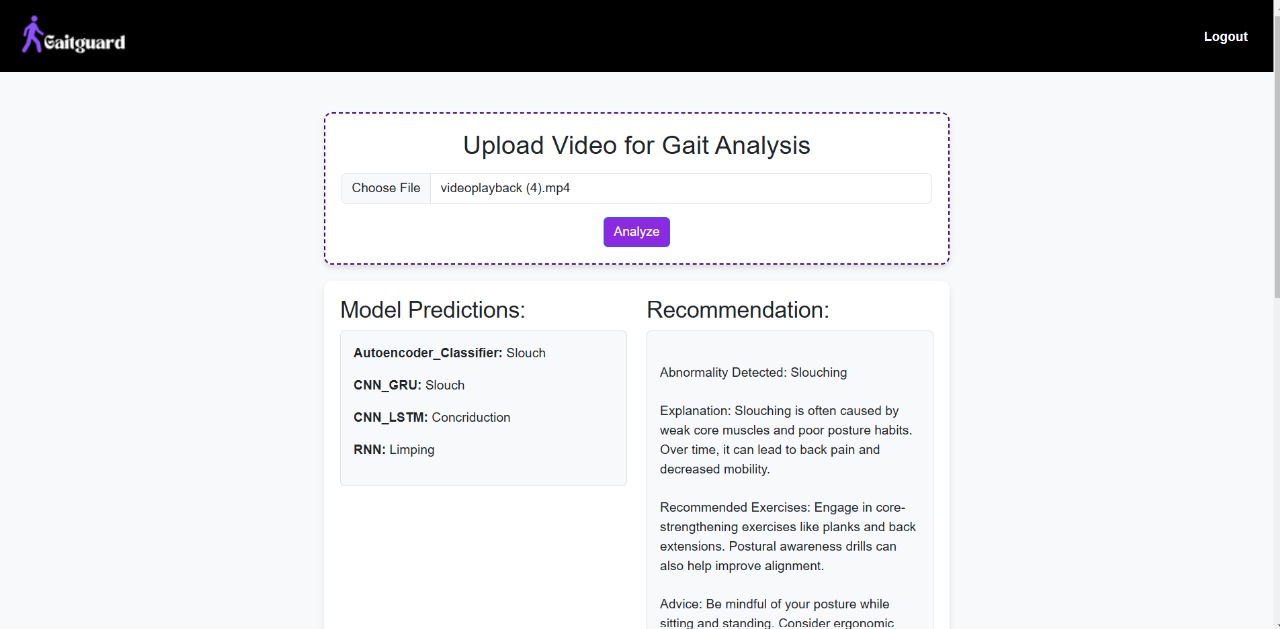 Gaitguard
Logout
Upload Video for Gait Analysis
Choose File videoplayback (4).mp4
Analyze
Model Predictions:
Autoencoder_Classifier: Slouch
CNN_GRU: Slouch
CNN_LSTM: Concriduction
RNN: Limping
Recommendation:
Abnormality Detected: Slouching
Explanation: Slouching is often caused by
weak core muscles and poor posture habits.
Over time, it can lead to back pain and
decreased mobility.
Recommended Exercises: Engage in core-
strengthening exercises like planks and back
extensions. Postural awareness drills can
also help improve alignment.
Advice: Be mindful of your posture while
sitting and standing. Consider ergonomic